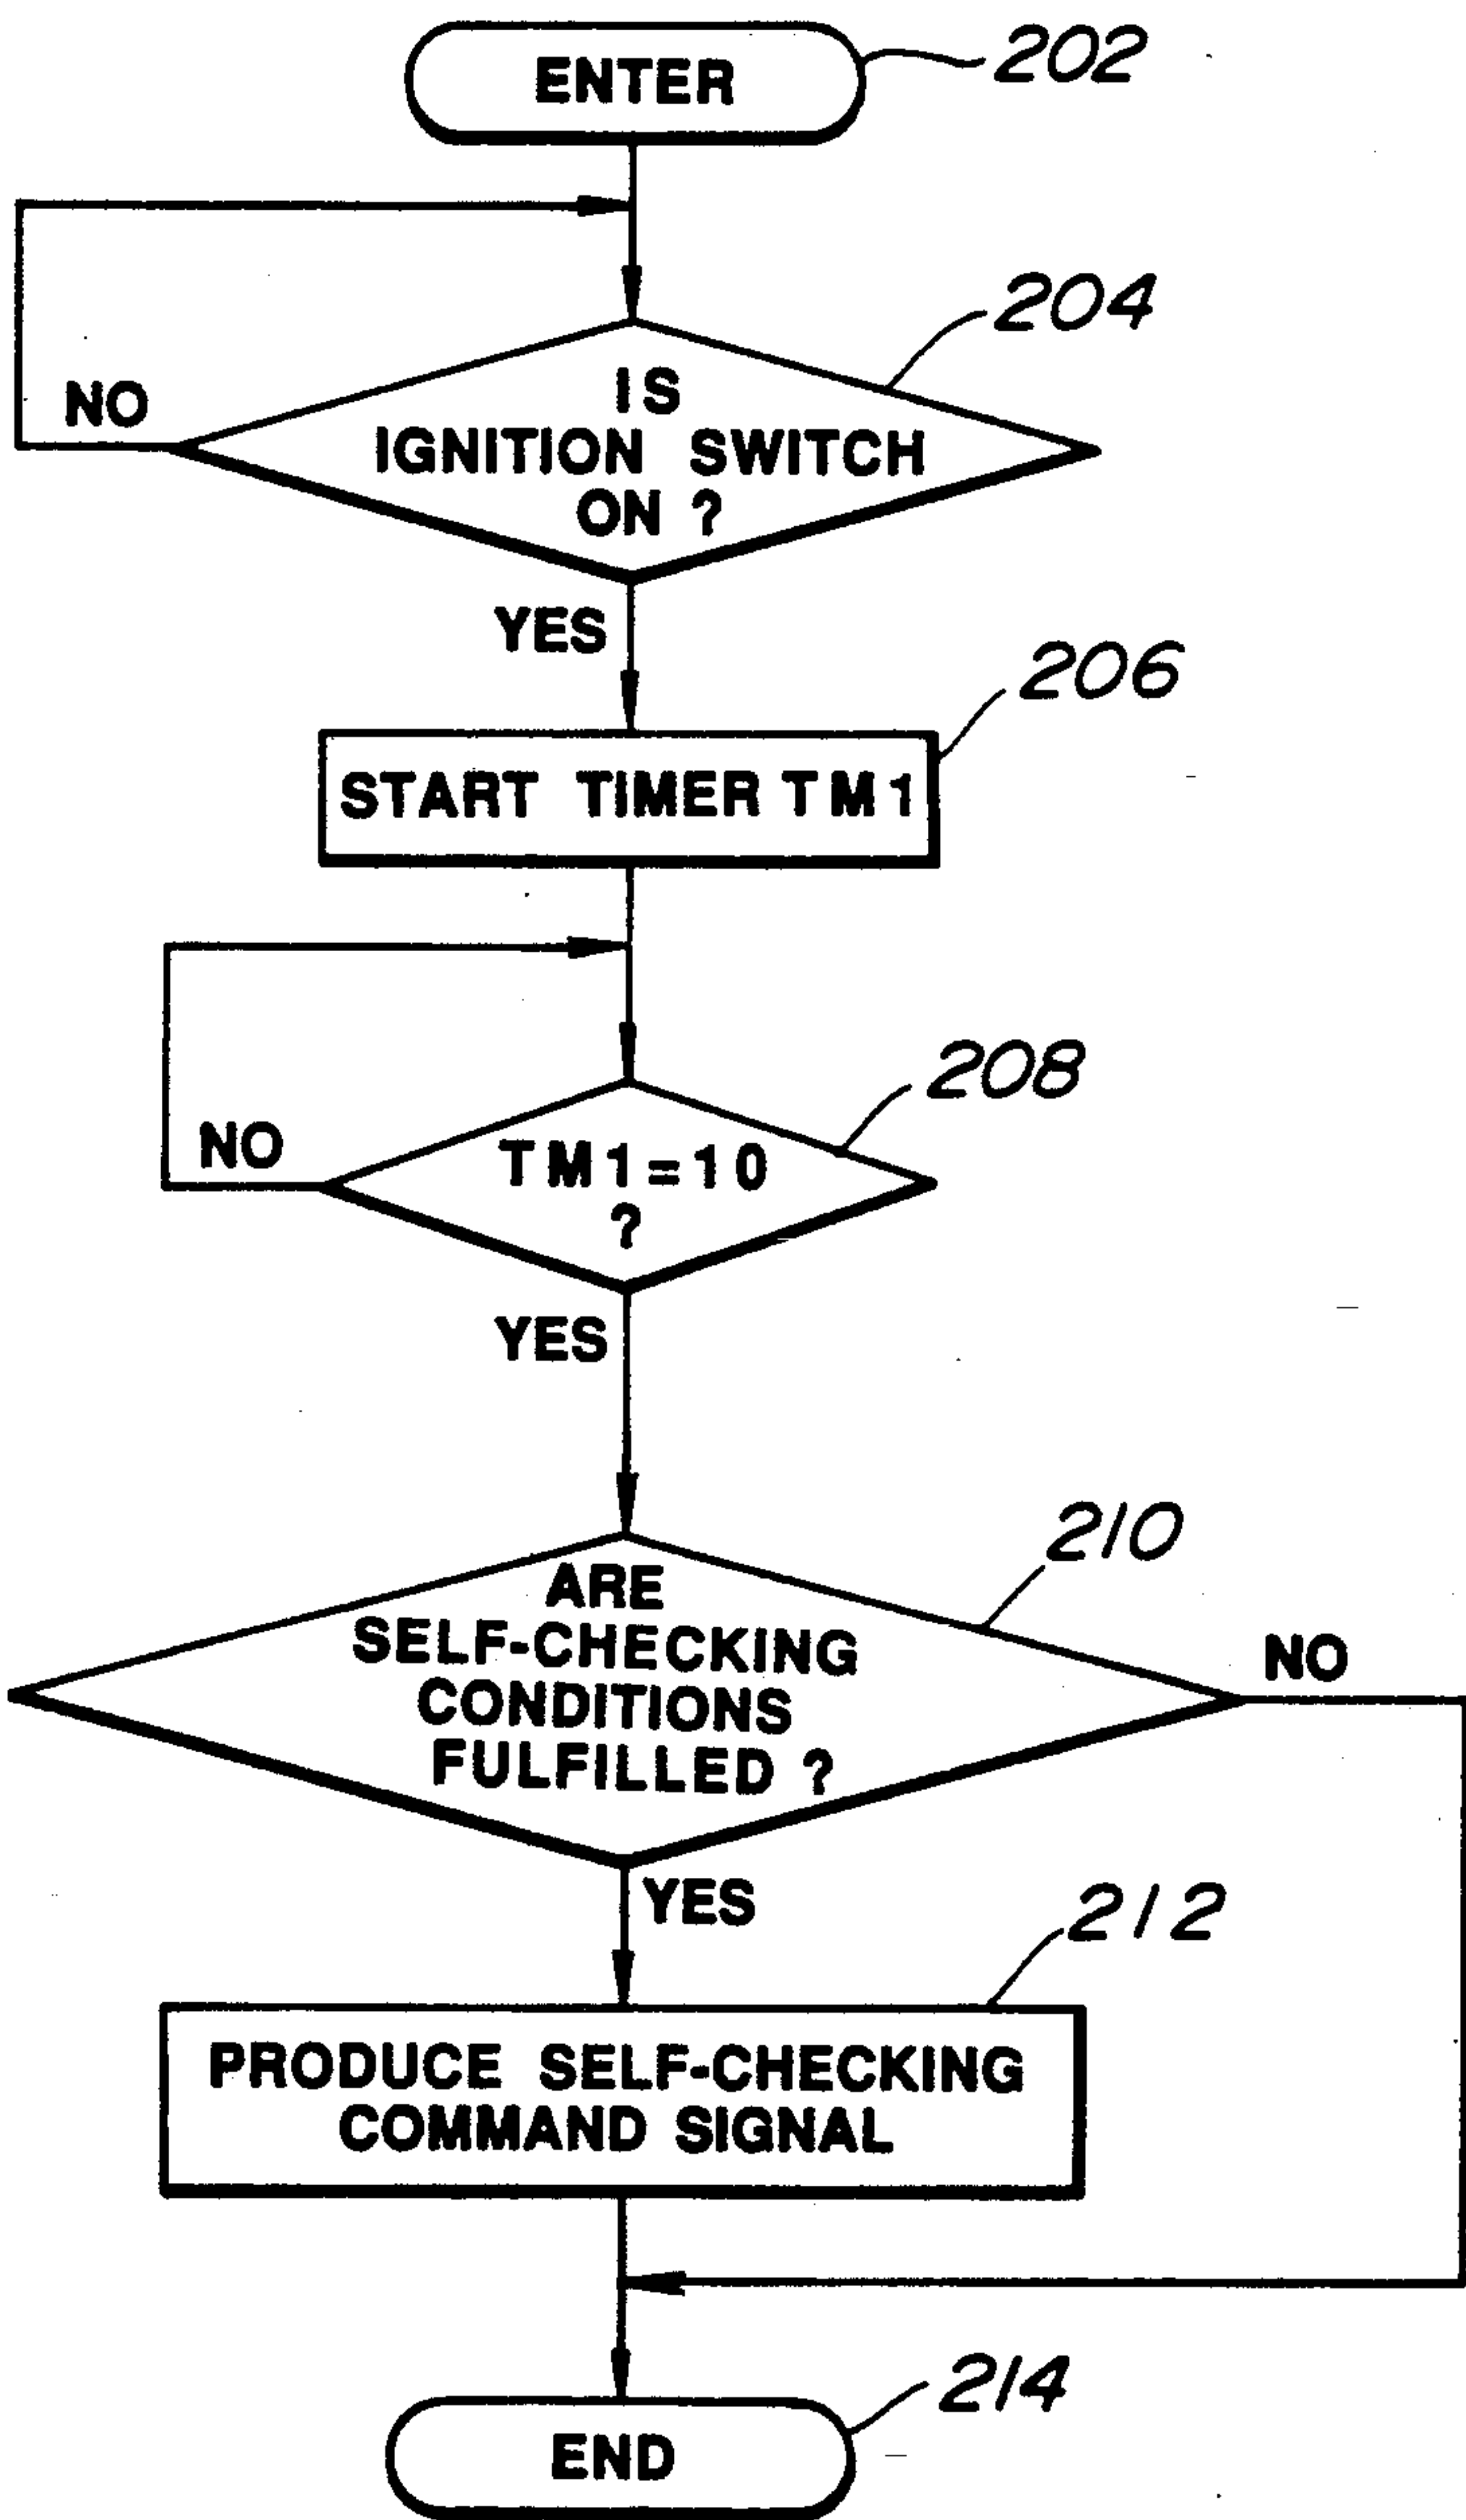 ENTER
202
204
NO
IS
IGNITION SWITCH
ON ?
YES
206
START TIMER TM1
208
NO
TM1=10
?
YES
210
ARE
SELF-CHECKING
CONDITIONS
FULFILLED ?
NO
YES
212
PRODUCE SELF-CHECKING
COMMAND SIGNAL
214
END